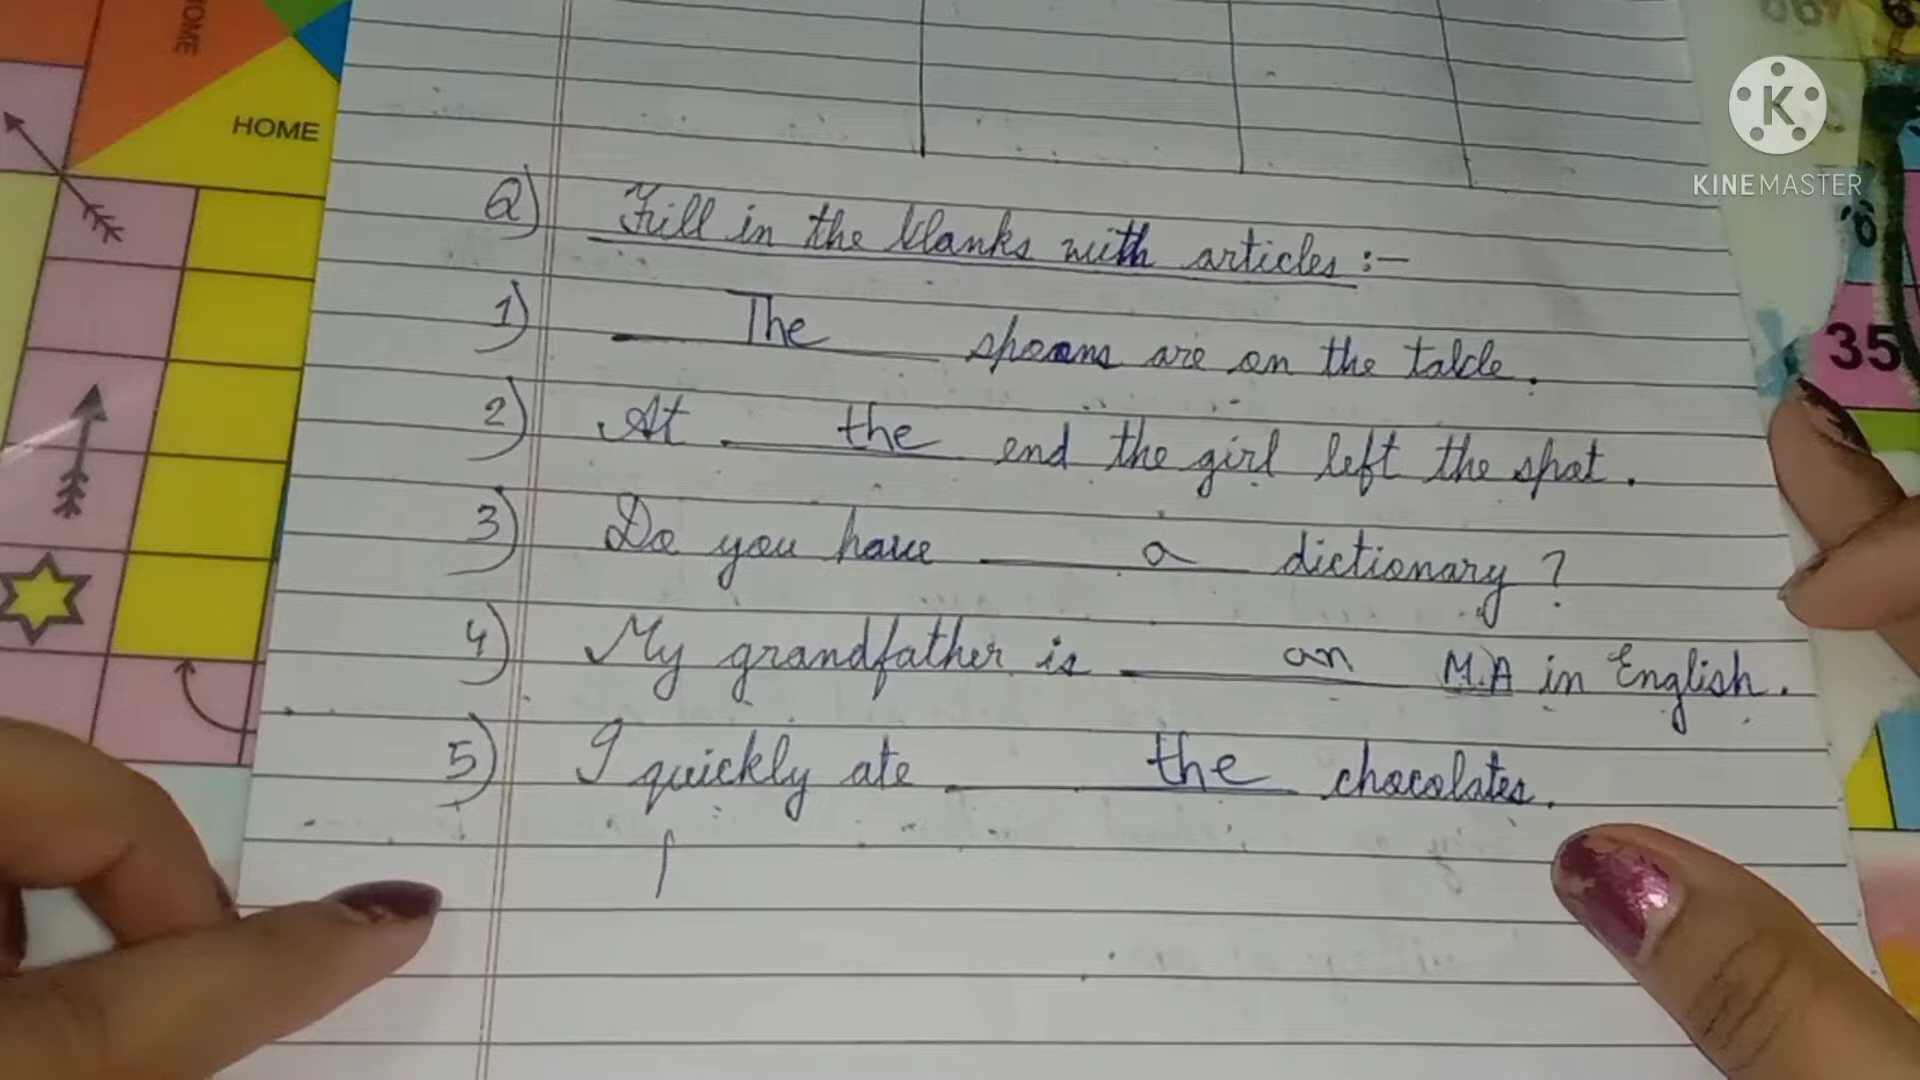 HOME
HOME
KINEMASTER
35
Q) Fill in the blanks with articles :-
1) The spoons are on the table.
2) At the end the girl left the spot.
3) Do you have a dictionary ?
4) My grandfather is an M.A in English.
5) I quickly ate the chocolates.